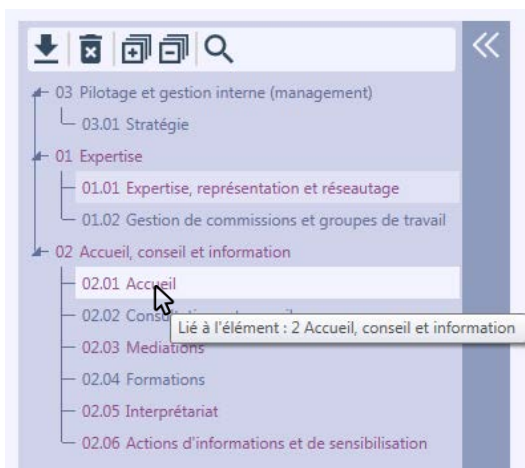 03 Pilotage et gestion interne (management)
03.01 Stratégie
01 Expertise
01.01 Expertise, représentation et réseautage
01.02 Gestion de commissions et groupes de travail
02 Accueil, conseil et information
02.01 Accueil
02.02
Lié à l'élément : 2 Accueil, conseil et information
02.03 Mediations
02.04 Formations
02.05 Interprétariat
02.06 Actions d'informations et de sensibilisation